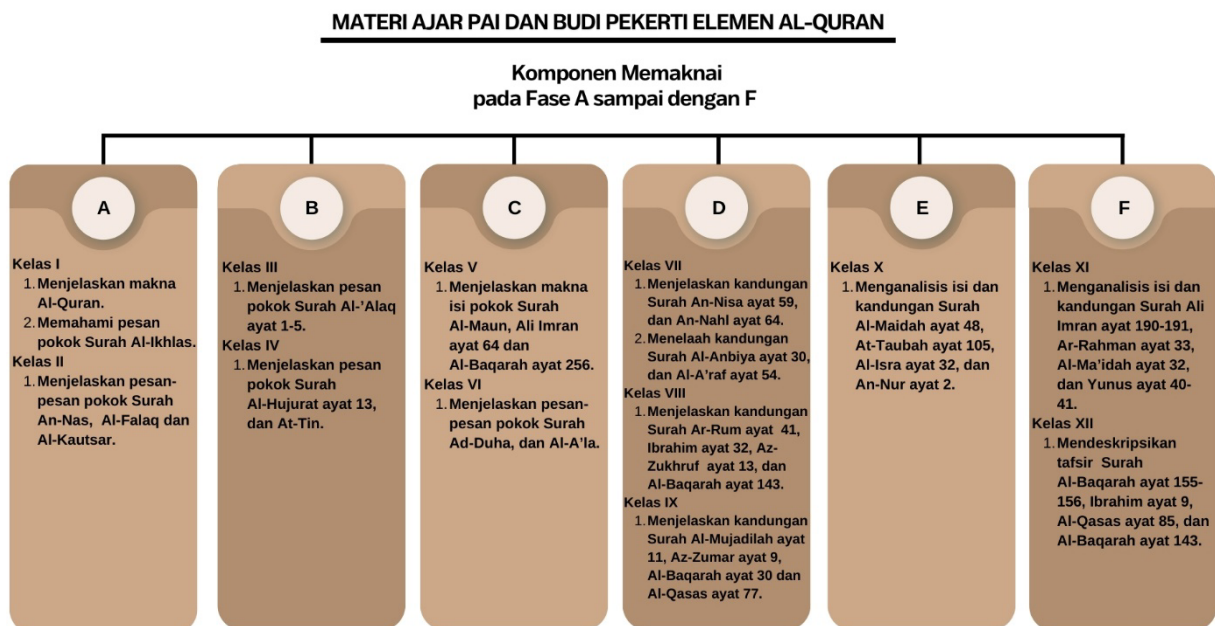 MATERI AJAR PAI DAN BUDI PEKERTI ELEMEN AL-QURAN
Komponen Memaknai
pada Fase A sampai dengan F
A
Kelas I
1. Menjelaskan makna
Al-Quran.
2. Memahami pesan
pokok Surah Al-Ikhlas.
Kelas II
1. Menjelaskan pesan-
pesan pokok Surah
An-Nas, Al-Falaq dan
Al-Kautsar.
B
Kelas III
1. Menjelaskan pesan
pokok Surah Al-'Alaq
ayat 1-5.
Kelas IV
1. Menjelaskan pesan
pokok Surah
Al-Hujurat ayat 13,
dan At-Tin.
C
Kelas V
1. Menjelaskan makna
isi pokok Surah
Al-Maun, Ali Imran
ayat 64 dan
Al-Baqarah ayat 256.
Kelas VI
1. Menjelaskan pesan-
pesan pokok Surah
Ad-Duha, dan Al-A'la.
D
Kelas VII
1. Menjelaskan kandungan
Surah An-Nisa ayat 59,
dan An-Nahl ayat 64.
2. Menelaah kandungan
Surah Al-Anbiya ayat 30,
dan Al-A'raf ayat 54.
Kelas VIII
1. Menjelaskan kandungan
Surah Ar-Rum ayat 41,
Ibrahim ayat 32, Az-
Zukhruf ayat 13, dan
Al-Baqarah ayat 143.
Kelas IX
1. Menjelaskan kandungan
Surah Al-Mujadilah ayat
11, Az-Zumar ayat 9,
Al-Baqarah ayat 30 dan
Al-Qasas ayat 77.
E
Kelas X
1. Menganalisis isi dan
kandungan Surah
Al-Maidah ayat 48,
At-Taubah ayat 105,
Al-Isra ayat 32, dan
An-Nur ayat 2.
F
Kelas XI
1. Menganalisis isi dan
kandungan Surah Ali
Imran ayat 190-191,
Ar-Rahman ayat 33,
Al-Ma'idah ayat 32,
dan Yunus ayat 40-
41.
Kelas XII
1. Mendeskripsikan
tafsir Surah
Al-Baqarah ayat 155-
156, Ibrahim ayat 9,
Al-Qasas ayat 85, dan
Al-Baqarah ayat 143.